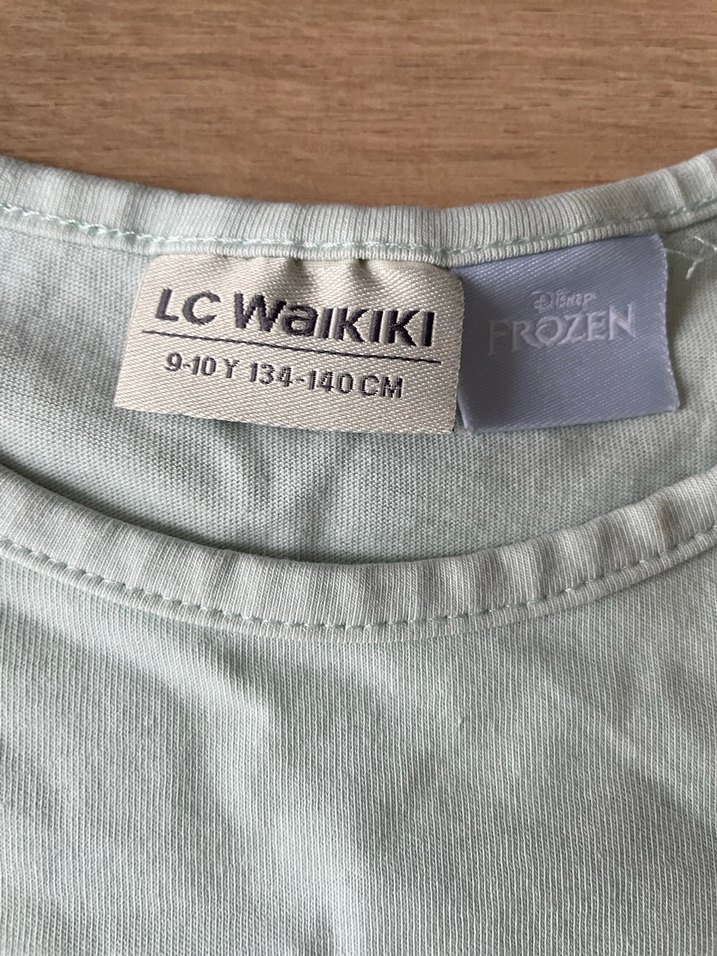 LC WaiKiKi
9-10 Y 134-140 CM
Disney
FROZEN